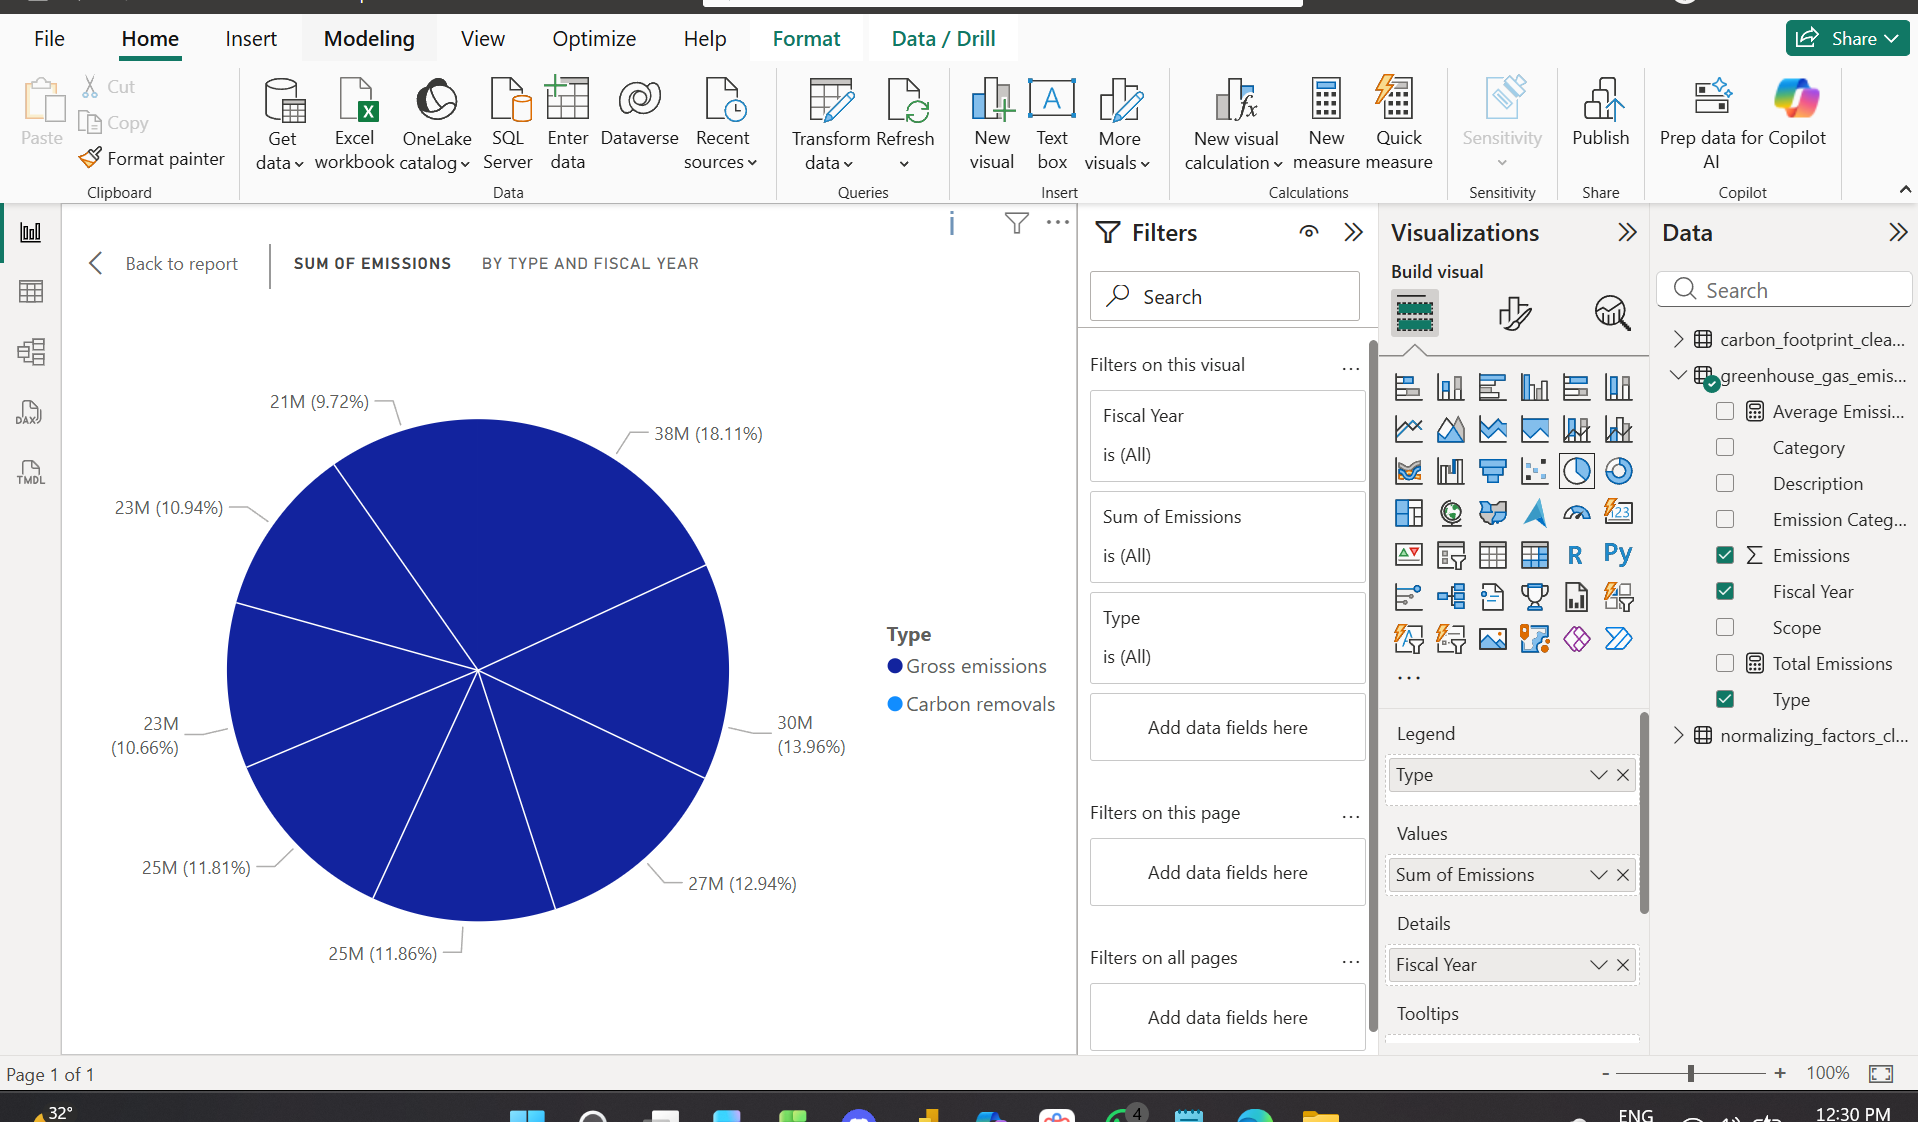 File Home Insert Modeling View Optimize Help Format Data / Drill Share
Paste
Cut
Copy
Format painter
Clipboard
Get data
Excel workbook
OneLake catalog
SQL Server
Enter data
Dataverse
Recent sources
Data
Transform data
Refresh
Queries
New visual
Text box
A
More visuals
Insert
New visual calculation
New measure
Quick measure
Calculations
Sensitivity
Sensitivity
Publish
Share
Prep data for AI
Copilot
Copilot
DAX
TMDL
Back to report
SUM OF EMISSIONS BY TYPE AND FISCAL YEAR
21M (9.72%)
38M (18.11%)
23M (10.94%)
23M
(10.66%)
30M
(13.96%)
25M (11.81%)
27M (12.94%)
25M (11.86%)
Type
Gross emissions
Carbon removals
Filters
Search
Filters on this visual ...
Fiscal Year
is (All)
Sum of Emissions
is (All)
Type
is (All)
Add data fields here
Filters on this page ...
Add data fields here
Filters on all pages ...
Add data fields here
Visualizations
Build visual
123
R Py
...
Legend
Type
Values
Sum of Emissions
Details
Fiscal Year
Tooltips
Data
Search
carbon_footprint_clea...
greenhouse_gas_emis...
Average Emissi...
Category
Description
Emission Categ...
Σ Emissions
Fiscal Year
Scope
Total Emissions
Type
normalizing_factors_cl...
Page 1 of 1
- + 100%
32°
4
ENG
12:30 PM